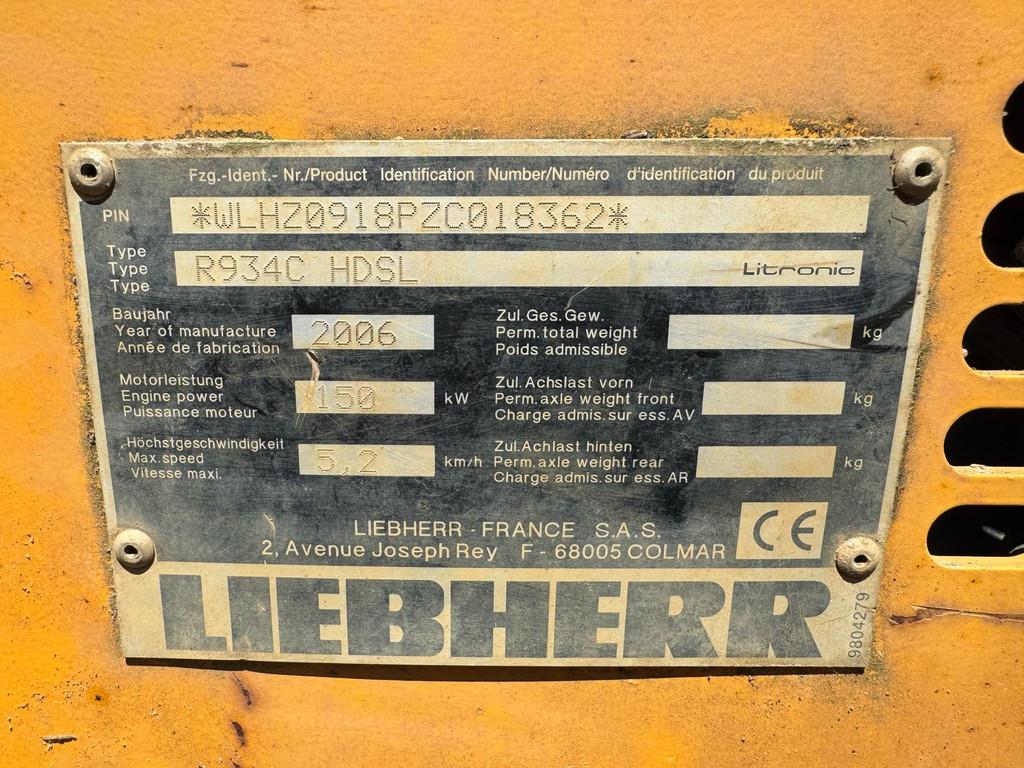 Fzg.-Ident.- Nr./Product Identification Number/Numéro d'identification du produit
PIN *WLHZ0918PZC018362*
Type
Type R934C HDSL Litronic
Type
Baujahr
Year of manufacture 2006
Année de fabrication
Zul.Ges.Gew.
Perm.total weight kg
Poids admissible
Motorleistung
Engine power 150 kW
Puissance moteur
Zul.Achslast vorn
Perm.axle weight front kg
Charge admis.sur ess.AV
Höchstgeschwindigkeit
Max.speed 5,2 km/h
Vitesse maxi.
Zul.Achlast hinten
Perm.axle weight rear kg
Charge admis.sur ess.AR
LIEBHERR - FRANCE S.A.S.
2, Avenue Joseph Rey F - 68005 COLMAR
CE
LIEBHERR
9804279